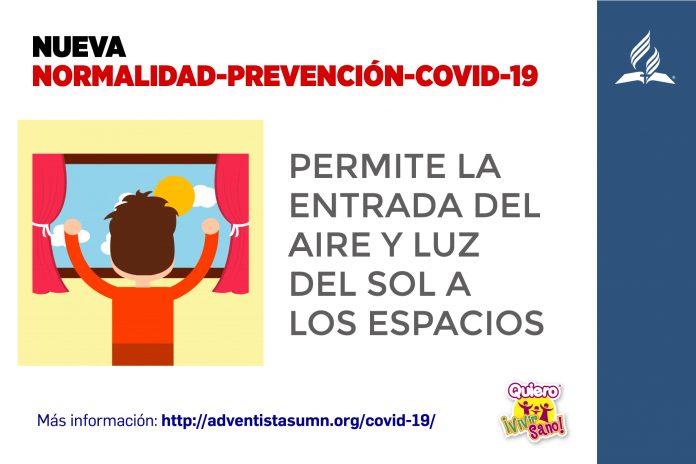 NUEVA
NORMALIDAD-PREVENCIÓN-COVID-19
PERMITE LA
ENTRADA DEL
AIRE Y LUZ
DEL SOL A
LOS ESPACIOS
Más información: http://adventistasumn.org/covid-19/
Quiero
¡Vivir
Sano!